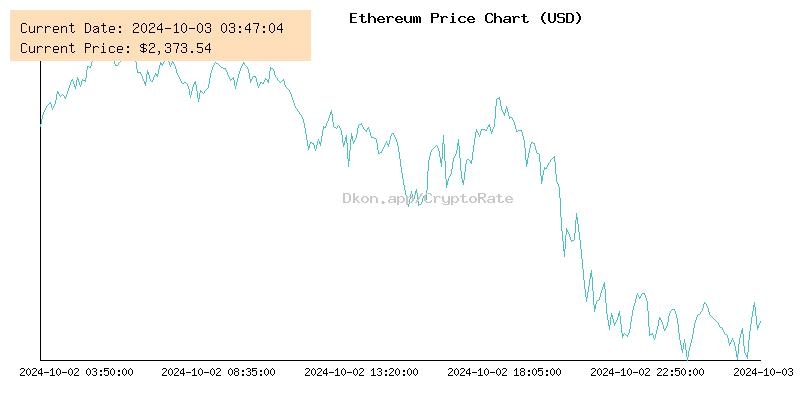 Ethereum Price Chart (USD)
Current Date: 2024-10-03 03:47:04
Current Price: $2,373.54
Dkon.app/CryptoRate
2024-10-02 03:50:00 2024-10-02 08:35:00 2024-10-02 13:20:00 2024-10-02 18:05:00 2024-10-02 22:50:00 2024-10-03